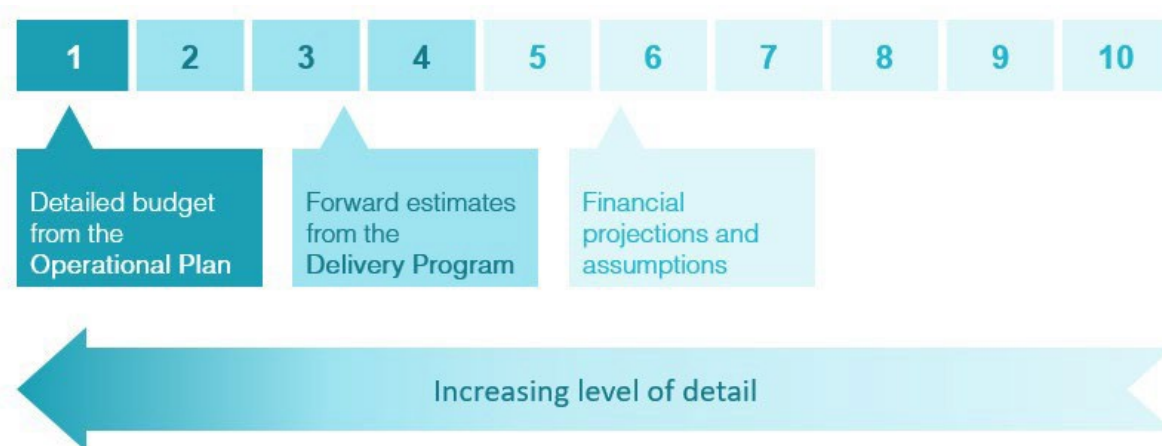 1 2 3 4 5 6 7 8 9 10
Detailed budget
from the
Operational Plan
Forward estimates
from the
Delivery Program
Financial
projections and
assumptions
Increasing level of detail